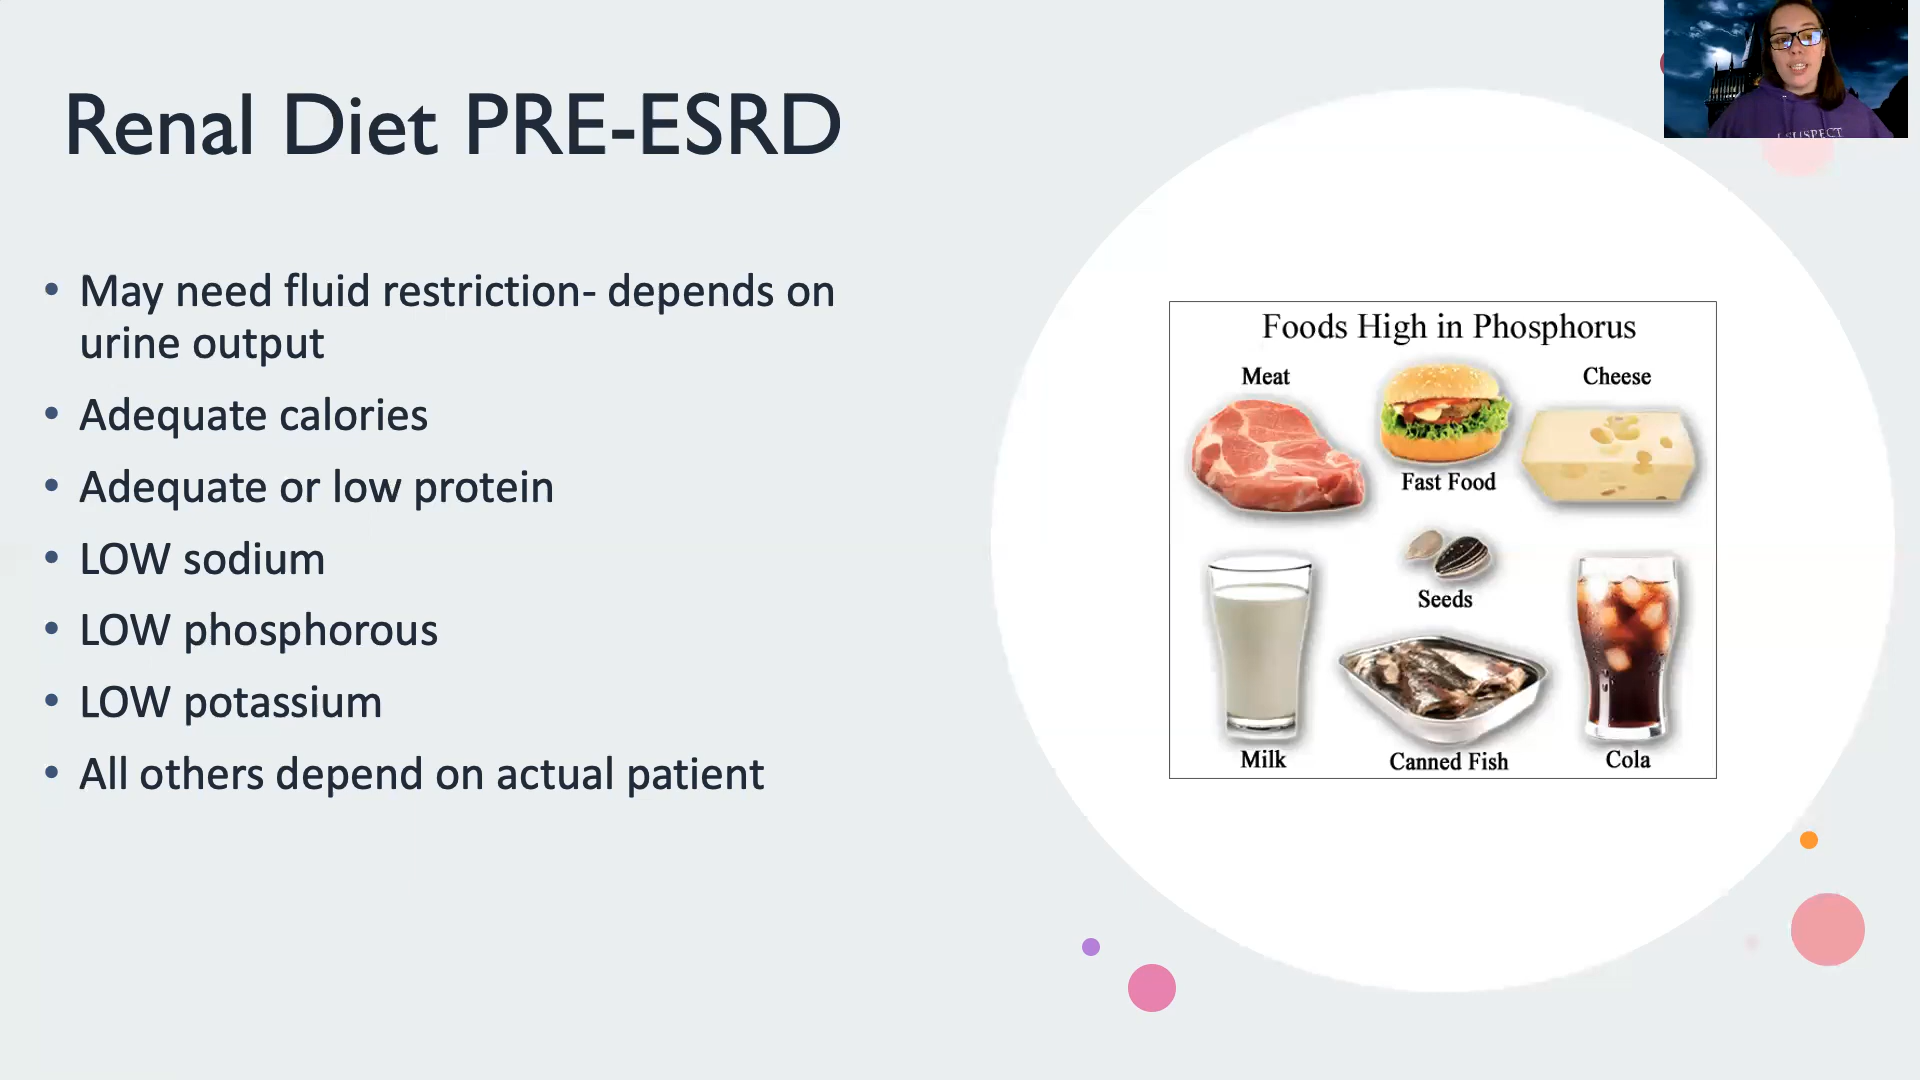 Renal Diet PRE-ESRD
• May need fluid restriction- depends on
urine output
• Adequate calories
• Adequate or low protein
• LOW sodium
• LOW phosphorous
• LOW potassium
• All others depend on actual patient
Foods High in Phosphorus
Meat
Cheese
Fast Food
Seeds
Milk
Canned Fish
Cola
SUSPECT